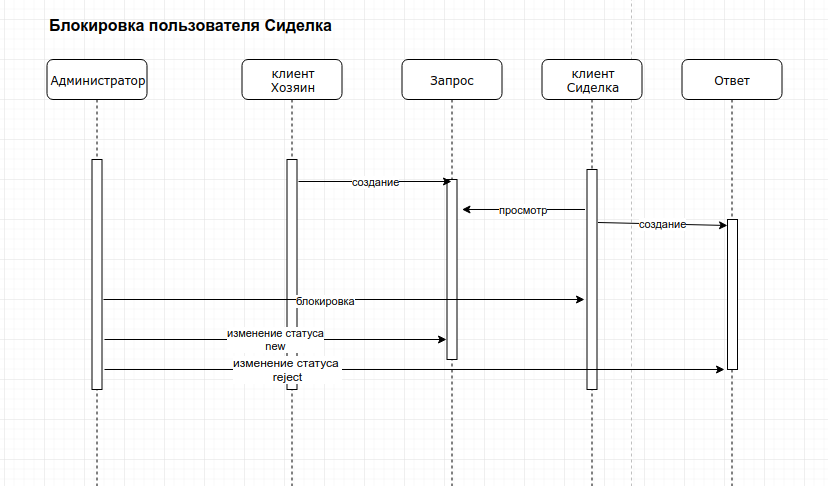 Блокировка пользователя Сиделка
Администратор
клиент
Хозяин
Запрос
клиент
Сиделка
Ответ
создание
просмотр
создание
блокировка
изменение статуса
new
изменение статуса
reject